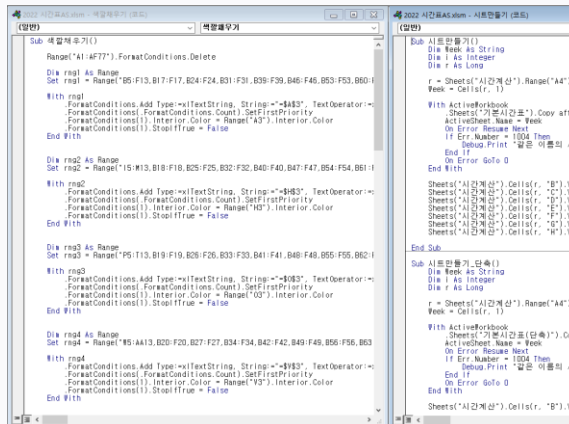 2022 시간표AS.xlsm - 색깔채우기 (코드)
(일반)
색깔채우기
Sub 색깔채우기()
Range("A1:AF77").FormatConditions.Delete
Dim rng1 As Range
Set rng1 = Range("B5:F13,B17:F17,B24:F24,B31:F31,B39:F39,B46:F46,B53:F53,B60:
With rng1
.FormatConditions.Add Type:=xlTextString, String:="=$A$3", TextOperator:=
.FormatConditions(.FormatConditions.Count).SetFirstPriority
.FormatConditions(1).Interior.Color = Range("A3").Interior.Color
.FormatConditions(1).StopIfTrue = False
End With
Dim rng2 As Range
Set rng2 = Range("I5:M13,B18:F18,B25:F25,B32:F32,B40:F40,B47:F47,B54:F54,B61:
With rng2
.FormatConditions.Add Type:=xlTextString, String:="=$H$3", TextOperator:=
.FormatConditions(.FormatConditions.Count).SetFirstPriority
.FormatConditions(1).Interior.Color = Range("H3").Interior.Color
.FormatConditions(1).StopIfTrue = False
End With
Dim rng3 As Range
Set rng3 = Range("P5:T13,B19:F19,B26:F26,B33:F33,B41:F41,B48:F48,B55:F55,B62:
With rng3
.FormatConditions.Add Type:=xlTextString, String:="=$O$3", TextOperator:=
.FormatConditions(.FormatConditions.Count).SetFirstPriority
.FormatConditions(1).Interior.Color = Range("O3").Interior.Color
.FormatConditions(1).StopIfTrue = False
End With
Dim rng4 As Range
Set rng4 = Range("W5:AA13,B20:F20,B27:F27,B34:F34,B42:F42,B49:F49,B56:F56,B63
With rng4
.FormatConditions.Add Type:=xlTextString, String:="=$V$3", TextOperator:=
.FormatConditions(.FormatConditions.Count).SetFirstPriority
.FormatConditions(1).Interior.Color = Range("V3").Interior.Color
.FormatConditions(1).StopIfTrue = False
End With
2022 시간표AS.xlsm - 시트만들기 (코드)
(일반)
Sub 시트만들기()
Dim Week As String
Dim i As Integer
Dim r As Long
r = Sheets("시간계산").Range("A4")
Week = Cells(r, 1)
With ActiveWorkbook
.Sheets("기본시간표").Copy af
ActiveSheet.Name = Week
On Error Resume Next
If Err.Number = 1004 Then
Debug.Print "같은 이름의
End If
On Error GoTo 0
End With
Sheets("시간계산").Cells(r, "B").
Sheets("시간계산").Cells(r, "C").
Sheets("시간계산").Cells(r, "D").
Sheets("시간계산").Cells(r, "E").
Sheets("시간계산").Cells(r, "F").
Sheets("시간계산").Cells(r, "G").
Sheets("시간계산").Cells(r, "H").
End Sub
Sub 시트만들기_단축()
Dim Week As String
Dim i As Integer
Dim r As Long
r = Sheets("시간계산").Range("A4")
Week = Cells(r, 1)
With ActiveWorkbook
.Sheets("기본시간표(단축)").Co
ActiveSheet.Name = Week
On Error Resume Next
If Err.Number = 1004 Then
Debug.Print "같은 이름의
End If
On Error GoTo 0
End With
Sheets("시간계산").Cells(r, "B").